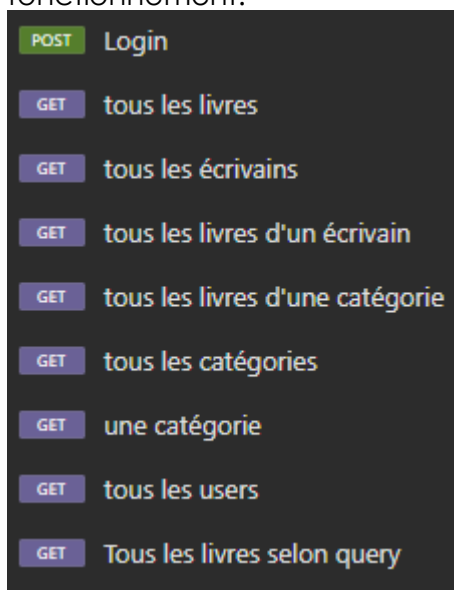 fonctionnement.
POST Login
GET tous les livres
GET tous les écrivains
GET tous les livres d'un écrivain
GET tous les livres d'une catégorie
GET tous les catégories
GET une catégorie
GET tous les users
GET Tous les livres selon query